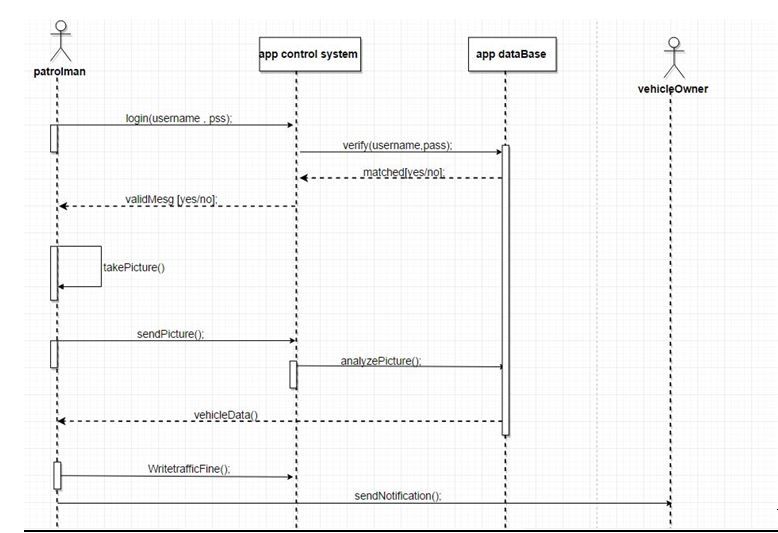 app control system
app dataBase
patrolman
vehicleOwner
login(username , pss);
verify(username,pass);
matched[yes/no];
validMesg [yes/no];
takePicture()
sendPicture();
analyzePicture();
vehicleData()
WritetrafficFine();
sendNotification();